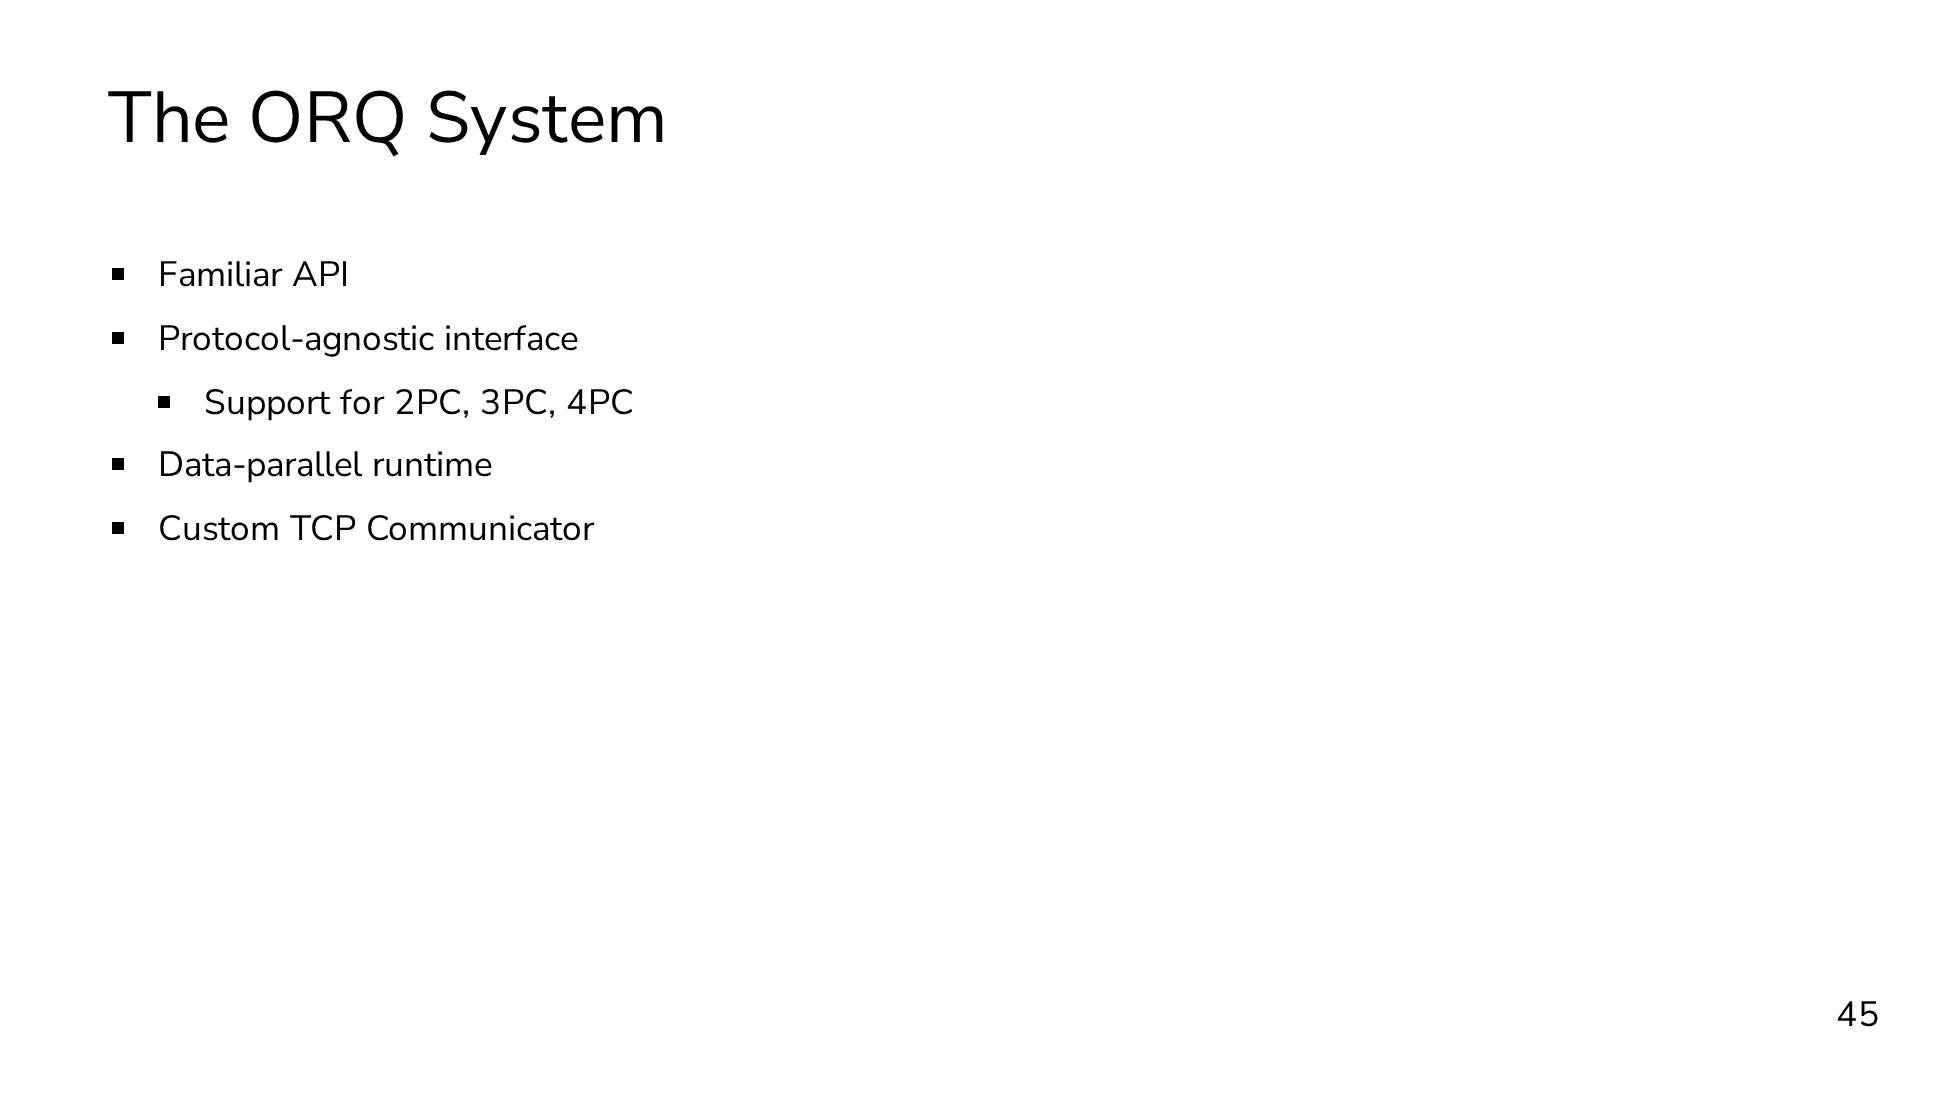 The ORQ System
▪ Familiar API
▪ Protocol-agnostic interface
▪ Support for 2PC, 3PC, 4PC
▪ Data-parallel runtime
▪ Custom TCP Communicator
45